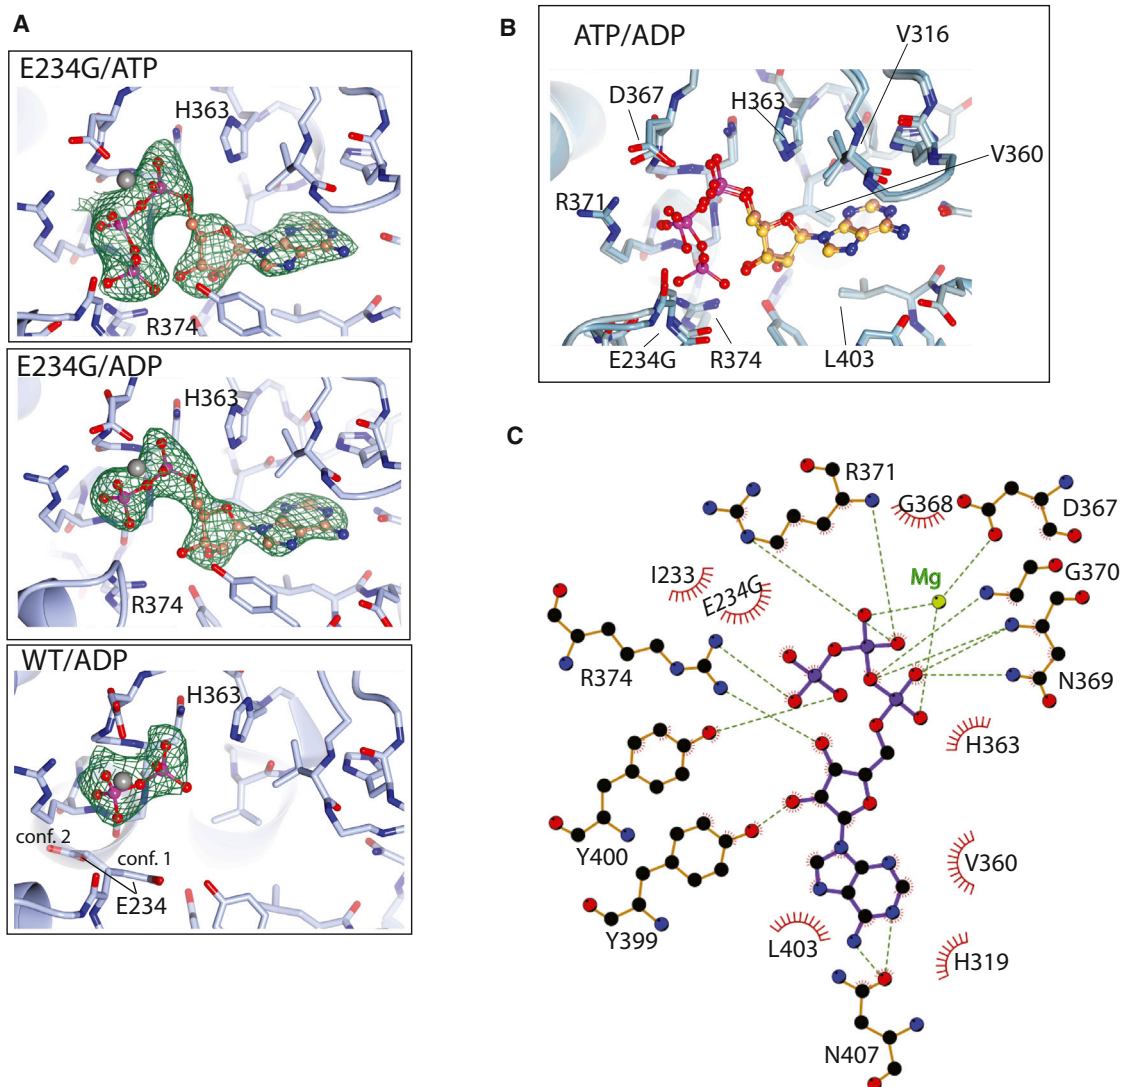 A
E234G/ATP
H363
R374
E234G/ADP
H363
R374
WT/ADP
H363
conf. 2
conf. 1
E234
B
ATP/ADP
V316
D367
H363
V360
R371
E234G
R374
L403
C
R371
G368
D367
Mg
G370
I233
E234G
R374
N369
H363
Y400
V360
Y399
L403
H319
N407